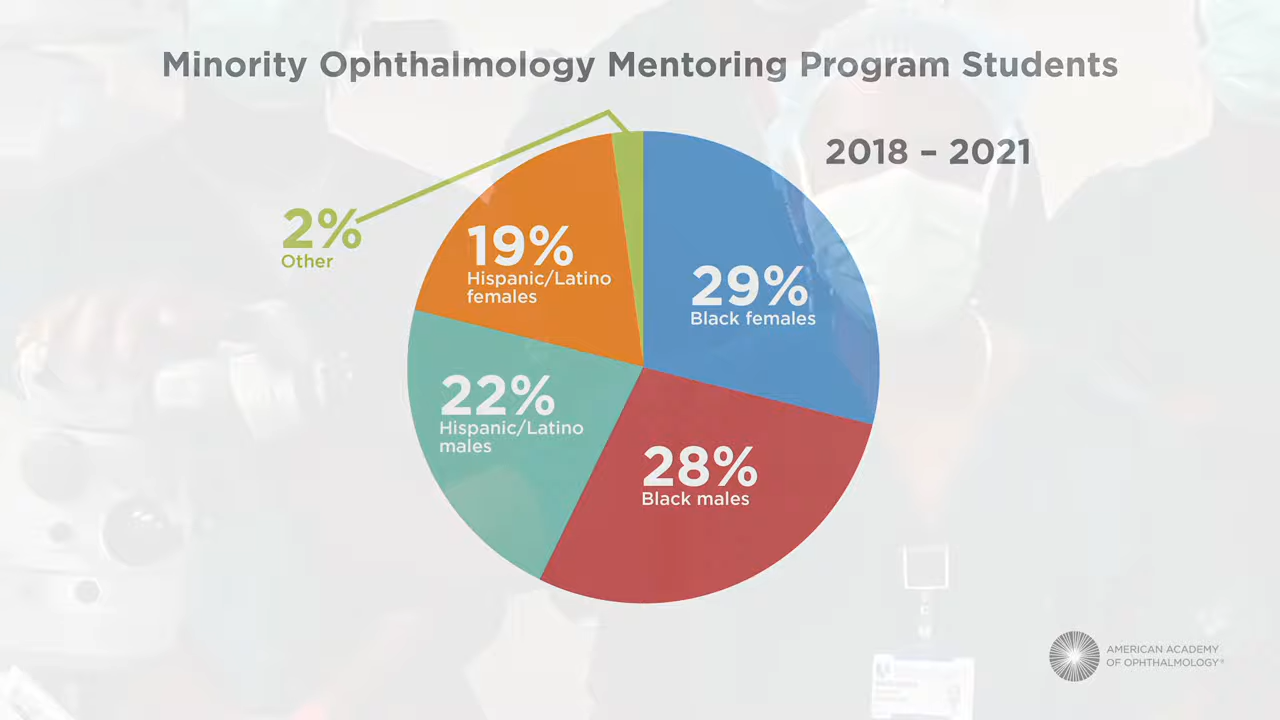 Minority Ophthalmology Mentoring Program Students
2018 – 2021
2%
Other
19%
Hispanic/Latino
females
29%
Black females
22%
Hispanic/Latino
males
28%
Black males
AMERICAN ACADEMY
OF OPHTHALMOLOGY®